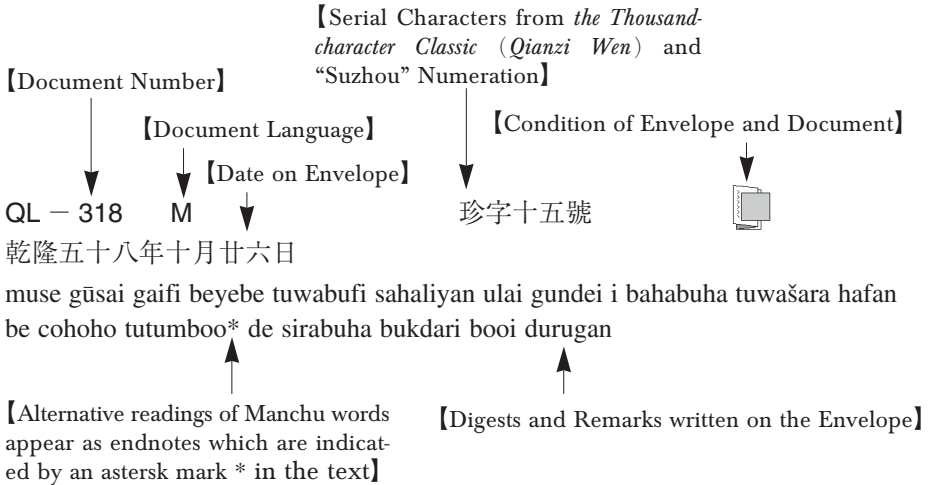 【Serial Characters from the Thousand-
character Classic（Qianzi Wen）and
“Suzhou” Numeration】
【Document Number】
【Document Language】
【Condition of Envelope and Document】
【Date on Envelope】
QL − 318 M 珍字十五號
乾隆五十八年十月廿六日
muse gūsai gaifi beyebe tuwabufi sahaliyan ulai gundei i bahabuha tuwašara hafan
be cohoho tutumboo* de sirabuha bukdari booi durugan
【Alternative readings of Manchu words
appear as endnotes which are indicat-
ed by an astersk mark * in the text】
【Digests and Remarks written on the Envelope】